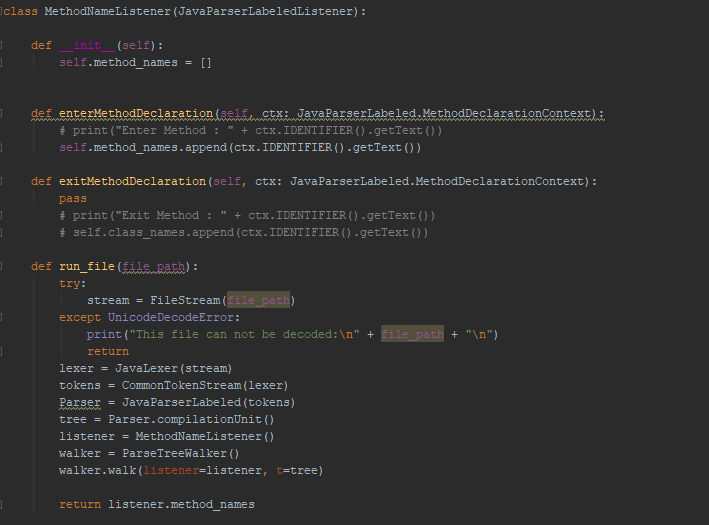 class MethodNameListener(JavaParserLabeledListener):
def __init__(self):
self.method_names = []
def enterMethodDeclaration(self, ctx: JavaParserLabeled.MethodDeclarationContext):
# print("Enter Method : " + ctx.IDENTIFIER().getText())
self.method_names.append(ctx.IDENTIFIER().getText())
def exitMethodDeclaration(self, ctx: JavaParserLabeled.MethodDeclarationContext):
pass
# print("Exit Method : " + ctx.IDENTIFIER().getText())
# self.class_names.append(ctx.IDENTIFIER().getText())
def run_file(file_path):
try:
stream = FileStream(file_path)
except UnicodeDecodeError:
print("This file can not be decoded:\n" + file_path + "\n")
return
lexer = JavaLexer(stream)
tokens = CommonTokenStream(lexer)
Parser = JavaParserLabeled(tokens)
tree = Parser.compilationUnit()
listener = MethodNameListener()
walker = ParseTreeWalker()
walker.walk(listener=listener, t=tree)
return listener.method_names